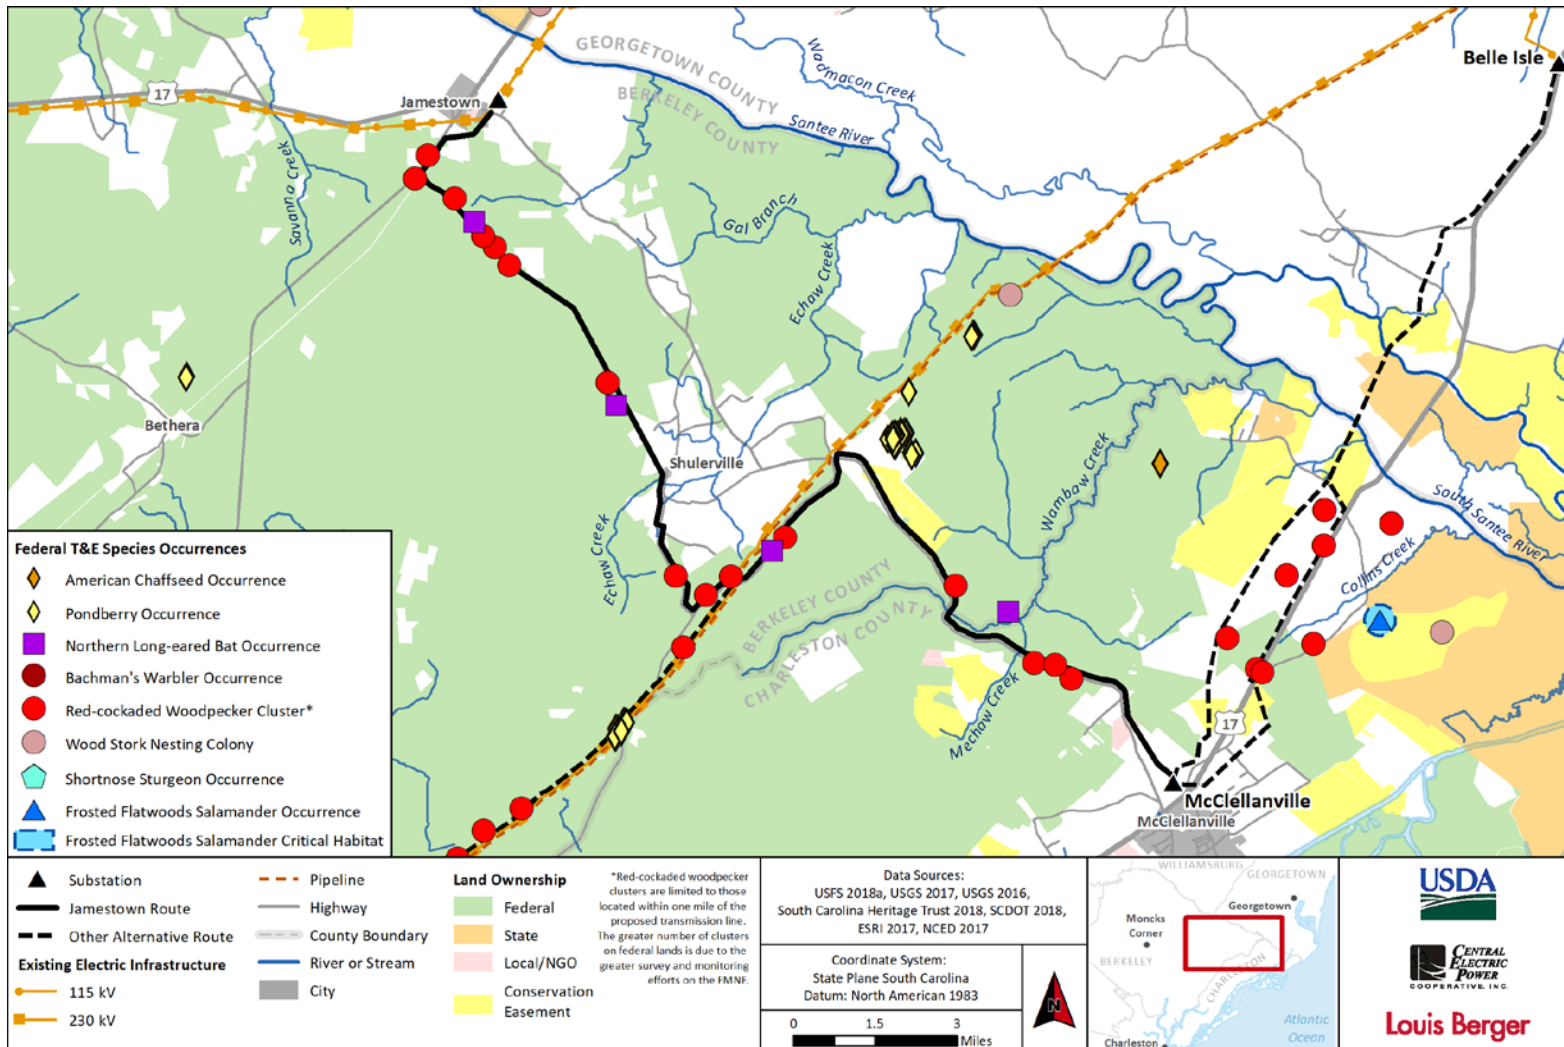 GEORGETOWN COUNTY
BERKELEY COUNTY
Wadmacon Creek
Santee River
Belle Isle
17
Jamestown
Savanna Creek
Gal Branch
Echaw Creek
Bethera
Shulerville
Echaw Creek
Wambaw Creek
BERKELEY COUNTY
CHARLESTON COUNTY
Mechaw Creek
South Santee River
Collins Creek
17
McClellanville
McClellanville
Federal T&E Species Occurrences
American Chaffseed Occurrence
Pondberry Occurrence
Northern Long-eared Bat Occurrence
Bachman's Warbler Occurrence
Red-cockaded Woodpecker Cluster*
Wood Stork Nesting Colony
Shortnose Sturgeon Occurrence
Frosted Flatwoods Salamander Occurrence
Frosted Flatwoods Salamander Critical Habitat
Substation
Jamestown Route
Other Alternative Route
Existing Electric Infrastructure
115 kV
230 kV
Pipeline
Highway
County Boundary
River or Stream
City
Land Ownership
Federal
State
Local/NGO
Conservation
Easement
*Red-cockaded woodpecker
clusters are limited to those
located within one mile of the
proposed transmission line.
The greater number of clusters
on federal lands is due to the
greater survey and monitoring
efforts on the FMNF.
Data Sources:
USFS 2018a, USGS 2017, USGS 2016,
South Carolina Heritage Trust 2018, SCDOT 2018,
ESRI 2017, NCED 2017
Coordinate System:
State Plane South Carolina
Datum: North American 1983
0 1.5 3
Miles
N
WILLIAMSBURG
GEORGETOWN
Georgetown
Moncks
Corner
BERKELEY
CHARLESTON
Atlantic
Ocean
Charleston
USDA
CENTRAL
ELECTRIC
POWER
COOPERATIVE, INC.
Louis Berger